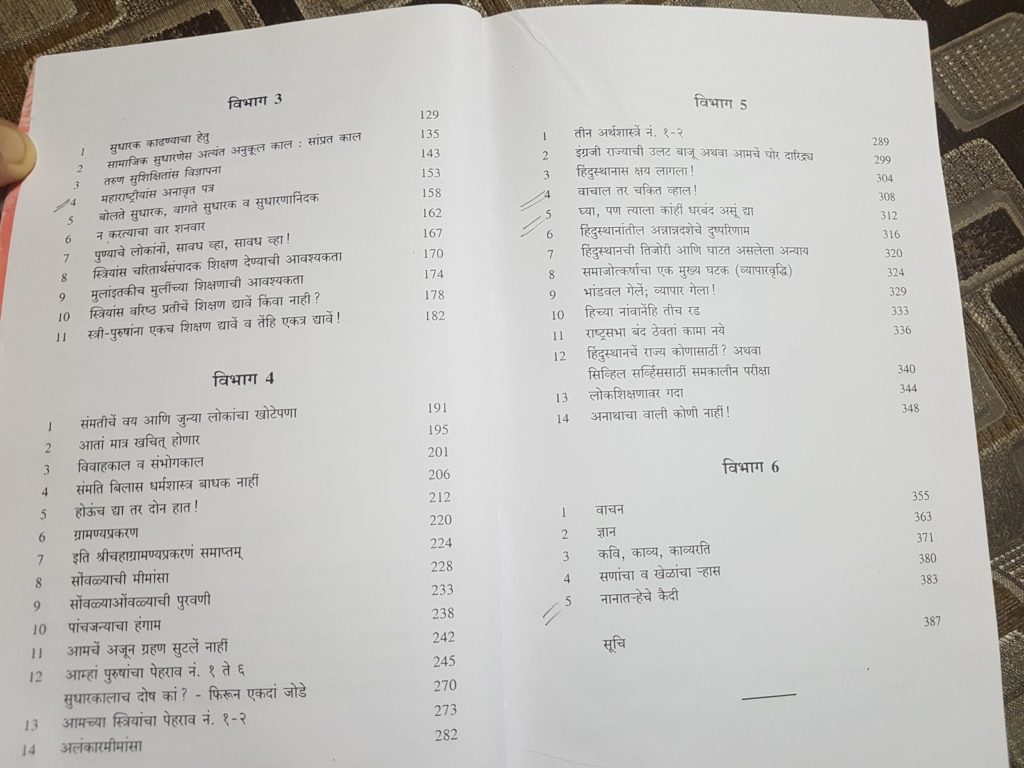 विभाग 3
1 सुधारक काढण्याचा हेतु 129
2 सामाजिक सुधारणेस अत्यंत अनुकूल काल : सांप्रत काल 135
3 तरुण सुशिक्षितांस विज्ञापना 143
4 महाराष्ट्रीयांस अनावृत पत्र 153
5 बोलते सुधारक, वागते सुधारक व सुधारणानिंदक 158
6 न करत्याचा वार शनवार 162
7 पुण्याचे लोकांनों, सावध व्हा, सावध व्हा! 167
8 स्त्रियांस चरितार्थसंपादक शिक्षण देण्याची आवश्यकता 170
9 मुलांइतकीच मुलींच्या शिक्षणाची आवश्यकता 174
10 स्त्रियांस वरिष्ठ प्रतीचें शिक्षण द्यावें किंवा नाही? 178
11 स्त्री-पुरुषांना एकच शिक्षण द्यावें व तेंहि एकत्र द्यावें! 182
विभाग 4
1 संमतीचें वय आणि जुन्या लोकांचा खोटेपणा 191
2 आतां मात्र खचित् होणार 195
3 विवाहकाल व संभोगकाल 201
4 संमति बिलास धर्मशास्त्र बाधक नाहीं 206
5 होऊंच द्या तर दोन हात! 212
6 ग्रामण्यप्रकरण 220
7 इति श्रीचहाग्रामण्यप्रकरणं समाप्तम् 224
8 सोंवळ्याची मीमांसा 228
9 सोंवळ्याओंवळ्याची पुरवणी 233
10 पांचजन्याचा हंगाम 238
11 आमचें अजून ग्रहण सुटलें नाहीं 242
12 आम्हां पुरुषांचा पेहराव नं. १ ते ६ 245
सुधारकालाच दोष कां? - फिरून एकदां जोडे 270
13 आमच्या स्त्रियांचा पेहराव नं. १-२ 273
14 अलंकारमीमांसा 282
विभाग 5
1 तीन अर्थशास्त्रें नं. १-२ 289
2 इंग्रजी राज्याची उलट बाजू अथवा आमचें घोर दारिद्र्य 299
3 हिंदुस्थानास क्षय लागला! 304
4 वाचाल तर चकित व्हाल! 308
5 घ्या, पण त्याला कांहीं धरबंद असूं द्या 312
6 हिंदुस्थानांतील अन्नान्नदशेचे दुष्परिणाम 316
7 हिंदुस्थानची तिजोरी आणि घाटत असलेला अन्याय 320
8 समाजोत्कर्षाचा एक मुख्य घटक (व्यापारवृद्धि) 324
9 भांडवल गेलें; व्यापार गेला! 329
10 हिच्या नांवानेंहि तीच रड 333
11 राष्ट्रसभा बंद ठेवतां कामा नये 336
12 हिंदुस्थानचें राज्य कोणासाठीं? अथवा
सिव्हिल सर्व्हिससाठीं समकालीन परीक्षा 340
13 लोकशिक्षणावर गदा 344
14 अनाथाचा वाली कोणी नाहीं! 348
विभाग 6
1 वाचन 355
2 ज्ञान 363
3 कवि, काव्य, काव्यरति 371
4 सणांचा व खेळांचा ऱ्हास 380
5 नानातऱ्हेचे कैदी 383
सूचि 387